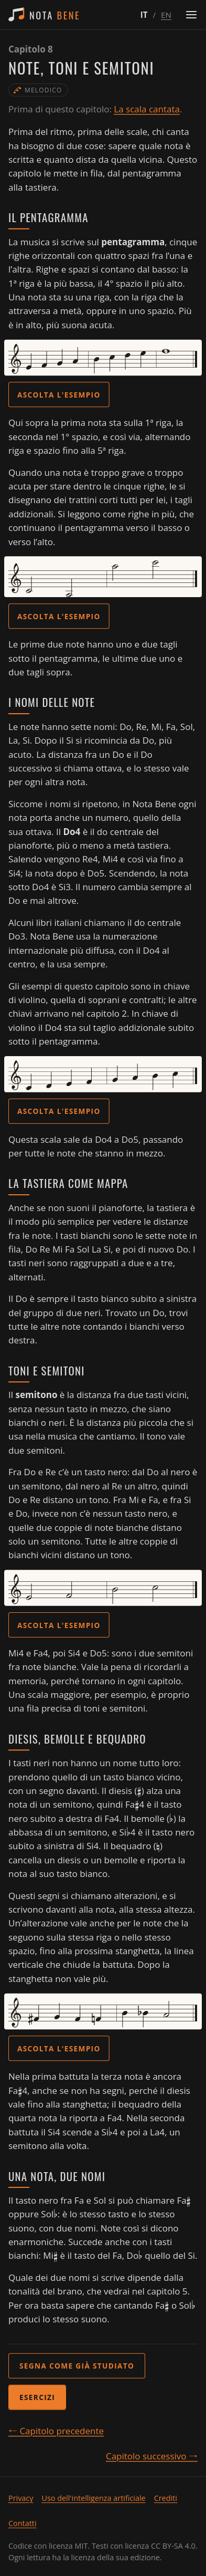 NOTA BENE
IT / EN
Capitolo 8
NOTE, TONI E SEMITONI
MELODICO
Prima di questo capitolo: La scala cantata.
Prima del ritmo, prima delle scale, chi canta
ha bisogno di due cose: sapere quale nota è
scritta e quanto dista da quella vicina. Questo
capitolo le mette in fila, dal pentagramma
alla tastiera.
IL PENTAGRAMMA
La musica si scrive sul pentagramma, cinque
righe orizzontali con quattro spazi fra l'una e
l'altra. Righe e spazi si contano dal basso: la
1ª riga è la più bassa, il 4° spazio il più alto.
Una nota sta su una riga, con la riga che la
attraversa a metà, oppure in uno spazio. Più
è in alto, più suona acuta.
ASCOLTA L'ESEMPIO
Qui sopra la prima nota sta sulla 1ª riga, la
seconda nel 1° spazio, e così via, alternando
riga e spazio fino alla 5ª riga.
Quando una nota è troppo grave o troppo
acuta per stare dentro le cinque righe, le si
disegnano dei trattini corti tutti per lei, i tagli
addizionali. Si leggono come righe in più, che
continuano il pentagramma verso il basso o
verso l'alto.
ASCOLTA L'ESEMPIO
Le prime due note hanno uno e due tagli
sotto il pentagramma, le ultime due uno e
due tagli sopra.
I NOMI DELLE NOTE
Le note hanno sette nomi: Do, Re, Mi, Fa, Sol,
La, Si. Dopo il Si si ricomincia da Do, più
acuto. La distanza fra un Do e il Do
successivo si chiama ottava, e lo stesso vale
per ogni altra nota.
Siccome i nomi si ripetono, in Nota Bene ogni
nota porta anche un numero, quello della
sua ottava. Il Do4 è il do centrale del
pianoforte, più o meno a metà tastiera.
Salendo vengono Re4, Mi4 e così via fino a
Si4; la nota dopo è Do5. Scendendo, la nota
sotto Do4 è Si3. Il numero cambia sempre al
Do e mai altrove.
Alcuni libri italiani chiamano il do centrale
Do3. Nota Bene usa la numerazione
internazionale più diffusa, con il Do4 al
centro, e la usa sempre.
Gli esempi di questo capitolo sono in chiave
di violino, quella di soprani e contralti; le altre
chiavi arrivano nel capitolo 2. In chiave di
violino il Do4 sta sul taglio addizionale subito
sotto il pentagramma.
ASCOLTA L'ESEMPIO
Questa scala sale da Do4 a Do5, passando
per tutte le note che stanno in mezzo.
LA TASTIERA COME MAPPA
Anche se non suoni il pianoforte, la tastiera è
il modo più semplice per vedere le distanze
fra le note. I tasti bianchi sono le sette note in
fila, Do Re Mi Fa Sol La Si, e poi di nuovo Do. I
tasti neri sono raggruppati a due e a tre,
alternati.
Il Do è sempre il tasto bianco subito a sinistra
del gruppo di due neri. Trovato un Do, trovi
tutte le altre note contando i bianchi verso
destra.
TONI E SEMITONI
Il semitono è la distanza fra due tasti vicini,
senza nessun tasto in mezzo, che siano
bianchi o neri. È la distanza più piccola che si
usa nella musica che cantiamo. Il tono vale
due semitoni.
Fra Do e Re c'è un tasto nero: dal Do al nero è
un semitono, dal nero al Re un altro, quindi
Do e Re distano un tono. Fra Mi e Fa, e fra Si
e Do, invece non c'è nessun tasto nero, e
quelle due coppie di note bianche distano
solo un semitono. Tutte le altre coppie di
bianchi vicini distano un tono.
ASCOLTA L'ESEMPIO
Mi4 e Fa4, poi Si4 e Do5: sono i due semitoni
fra note bianche. Vale la pena di ricordarli a
memoria, perché tornano in ogni capitolo.
Una scala maggiore, per esempio, è proprio
una fila precisa di toni e semitoni.
DIESIS, BEMOLLE E BEQUADRO
I tasti neri non hanno un nome tutto loro:
prendono quello di un tasto bianco vicino,
con un segno davanti. Il diesis (♯) alza una
nota di un semitono, quindi Fa♯4 è il tasto
nero subito a destra di Fa4. Il bemolle (♭) la
abbassa di un semitono, e Si♭4 è il tasto nero
subito a sinistra di Si4. Il bequadro (♮)
cancella un diesis o un bemolle e riporta la
nota al suo tasto bianco.
Questi segni si chiamano alterazioni, e si
scrivono davanti alla nota, alla stessa altezza.
Un'alterazione vale anche per le note che la
seguono sulla stessa riga o nello stesso
spazio, fino alla prossima stanghetta, la linea
verticale che chiude la battuta. Dopo la
stanghetta non vale più.
ASCOLTA L'ESEMPIO
Nella prima battuta la terza nota è ancora
Fa♯4, anche se non ha segni, perché il diesis
vale fino alla stanghetta; il bequadro della
quarta nota la riporta a Fa4. Nella seconda
battuta il Si4 scende a Si♭4 e poi a La4, un
semitono alla volta.
UNA NOTA, DUE NOMI
Il tasto nero fra Fa e Sol si può chiamare Fa♯
oppure Sol♭: è lo stesso tasto e lo stesso
suono, con due nomi. Note così si dicono
enarmoniche. Succede anche con i tasti
bianchi: Mi♯ è il tasto del Fa, Do♭ quello del Si.
Quale dei due nomi si scrive dipende dalla
tonalità del brano, che vedrai nel capitolo 5.
Per ora basta sapere che cantando Fa♯ o Sol♭
produci lo stesso suono.
SEGNA COME GIÀ STUDIATO
ESERCIZI
← Capitolo precedente
Capitolo successivo →
Privacy Uso dell'intelligenza artificiale Crediti
Contatti
Codice con licenza MIT. Testi con licenza CC BY-SA 4.0.
Ogni lettura ha la licenza della sua edizione.